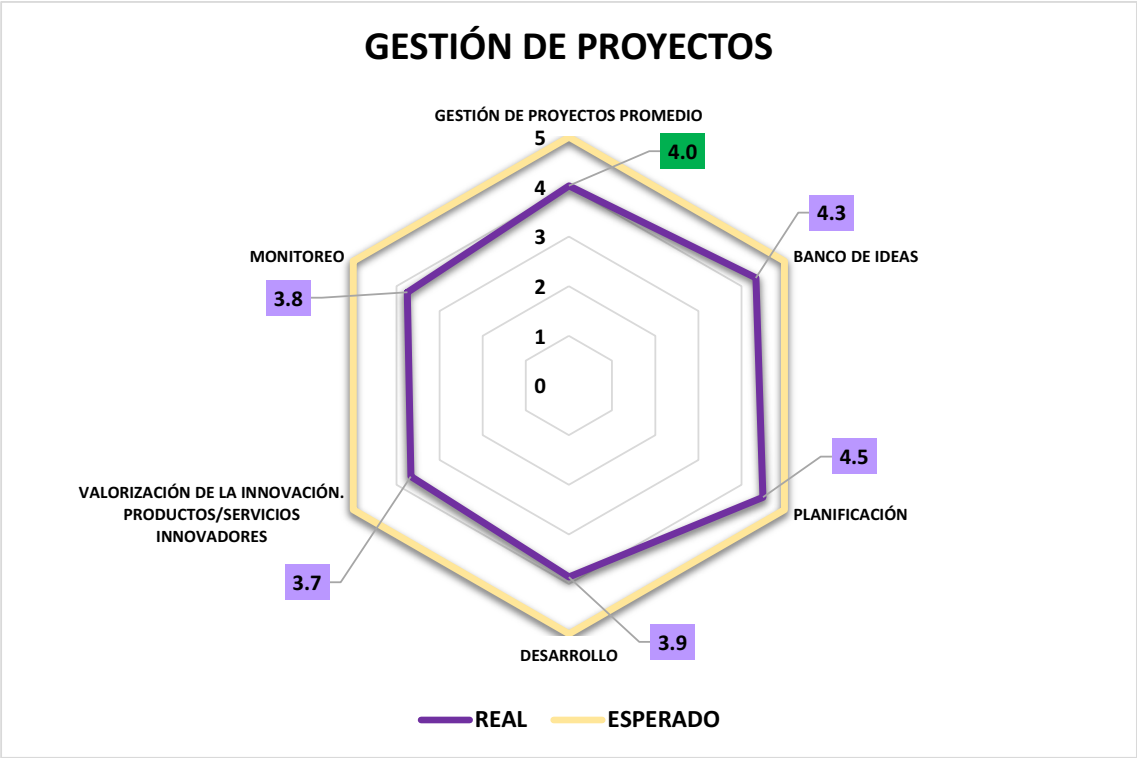 GESTIÓN DE PROYECTOS
GESTIÓN DE PROYECTOS PROMEDIO
5
4.0
4
4.3
3
MONITOREO
BANCO DE IDEAS
2
3.8
1
0
4.5
VALORIZACIÓN DE LA INNOVACIÓN.
PRODUCTOS/SERVICIOS
INNOVADORES
PLANIFICACIÓN
3.7
3.9
DESARROLLO
REAL
ESPERADO